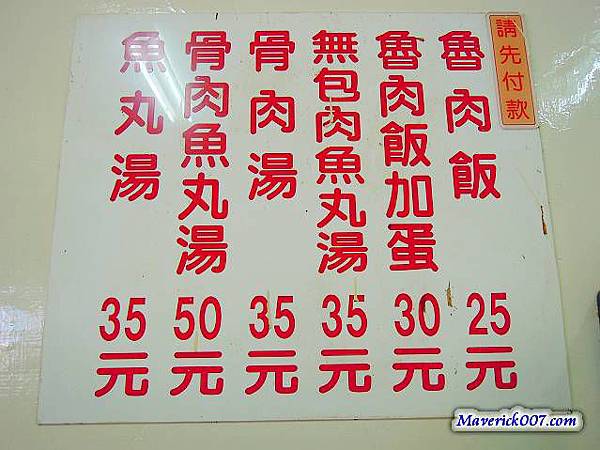 請先付款
魯肉飯 25元
魯肉飯加蛋 30元
無包肉魚丸湯 35元
骨肉湯 35元
骨肉魚丸湯 50元
魚丸湯 35元
Maverick007.com